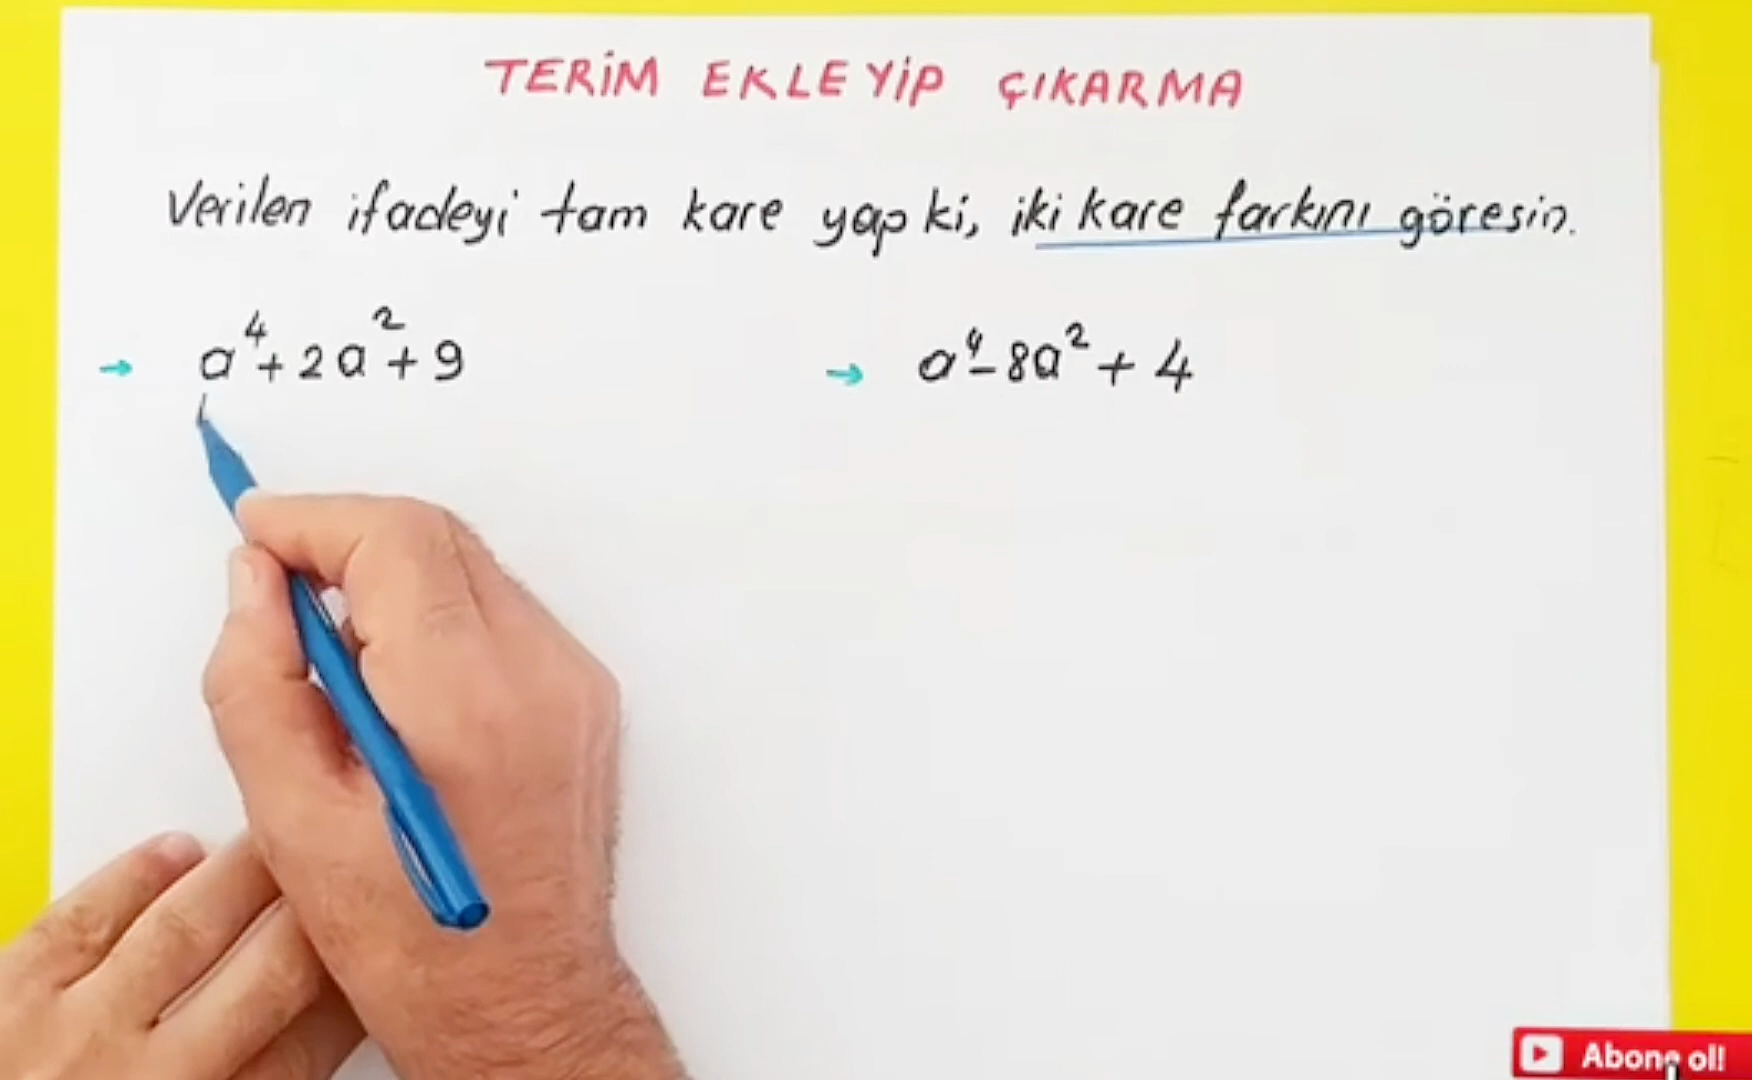 TERİM EKLEYİP ÇIKARMA
Verilen ifadeyi tam kare yap ki, iki kare farkını göresin.
→ a⁴+2a²+9
→ a⁴-8a²+4
Abone ol!